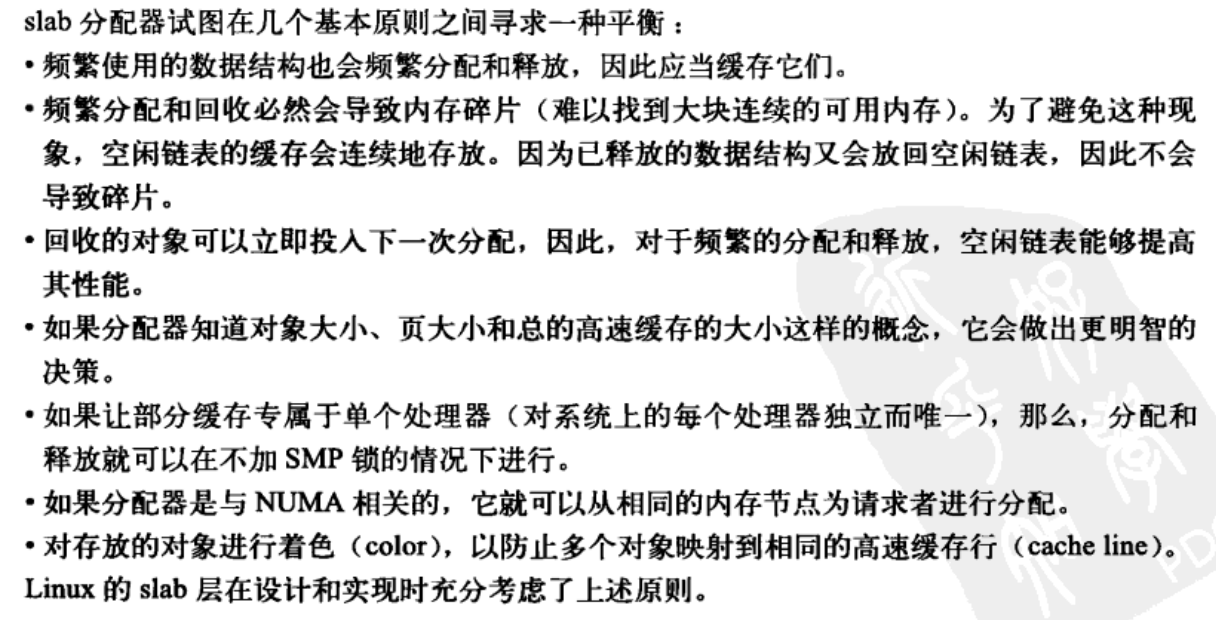 slab 分配器试图在几个基本原则之间寻求一种平衡：
• 频繁使用的数据结构也会频繁分配和释放，因此应当缓存它们。
• 频繁分配和回收必然会导致内存碎片（难以找到大块连续的可用内存）。为了避免这种现
象，空闲链表的缓存会连续地存放。因为已释放的数据结构又会放回空闲链表，因此不会
导致碎片。
• 回收的对象可以立即投入下一次分配，因此，对于频繁的分配和释放，空闲链表能够提高
其性能。
• 如果分配器知道对象大小、页大小和总的高速缓存的大小这样的概念，它会做出更明智的
决策。
• 如果让部分缓存专属于单个处理器（对系统上的每个处理器独立而唯一），那么，分配和
释放就可以在不加 SMP 锁的情况下进行。
• 如果分配器是与 NUMA 相关的，它就可以从相同的内存节点为请求者进行分配。
• 对存放的对象进行着色（color），以防止多个对象映射到相同的高速缓存行（cache line）。
Linux 的 slab 层在设计和实现时充分考虑了上述原则。